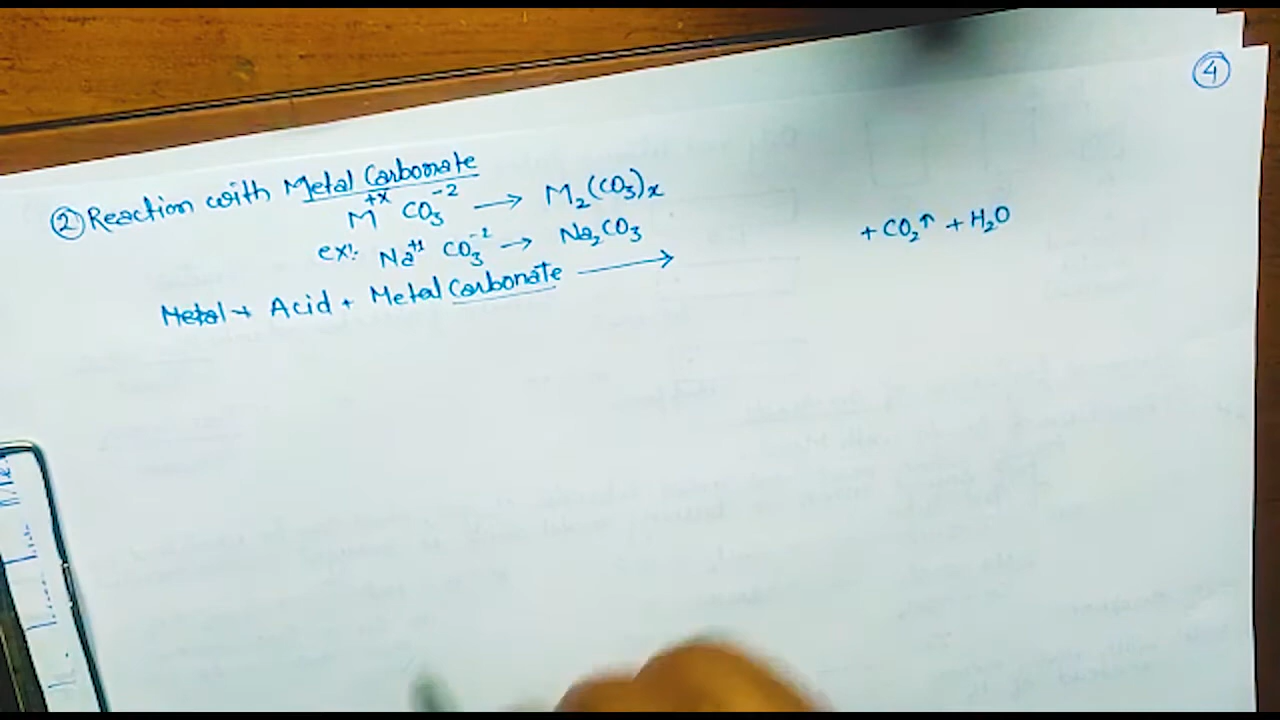 4
② Reaction with Metal Carbonate
M⁺ˣ CO₃⁻² → M₂(CO₃)ₓ
ex:- Na⁺¹ CO₃⁻² → Na₂CO₃
Metal + Acid + Metal Carbonate → + CO₂↑ + H₂O